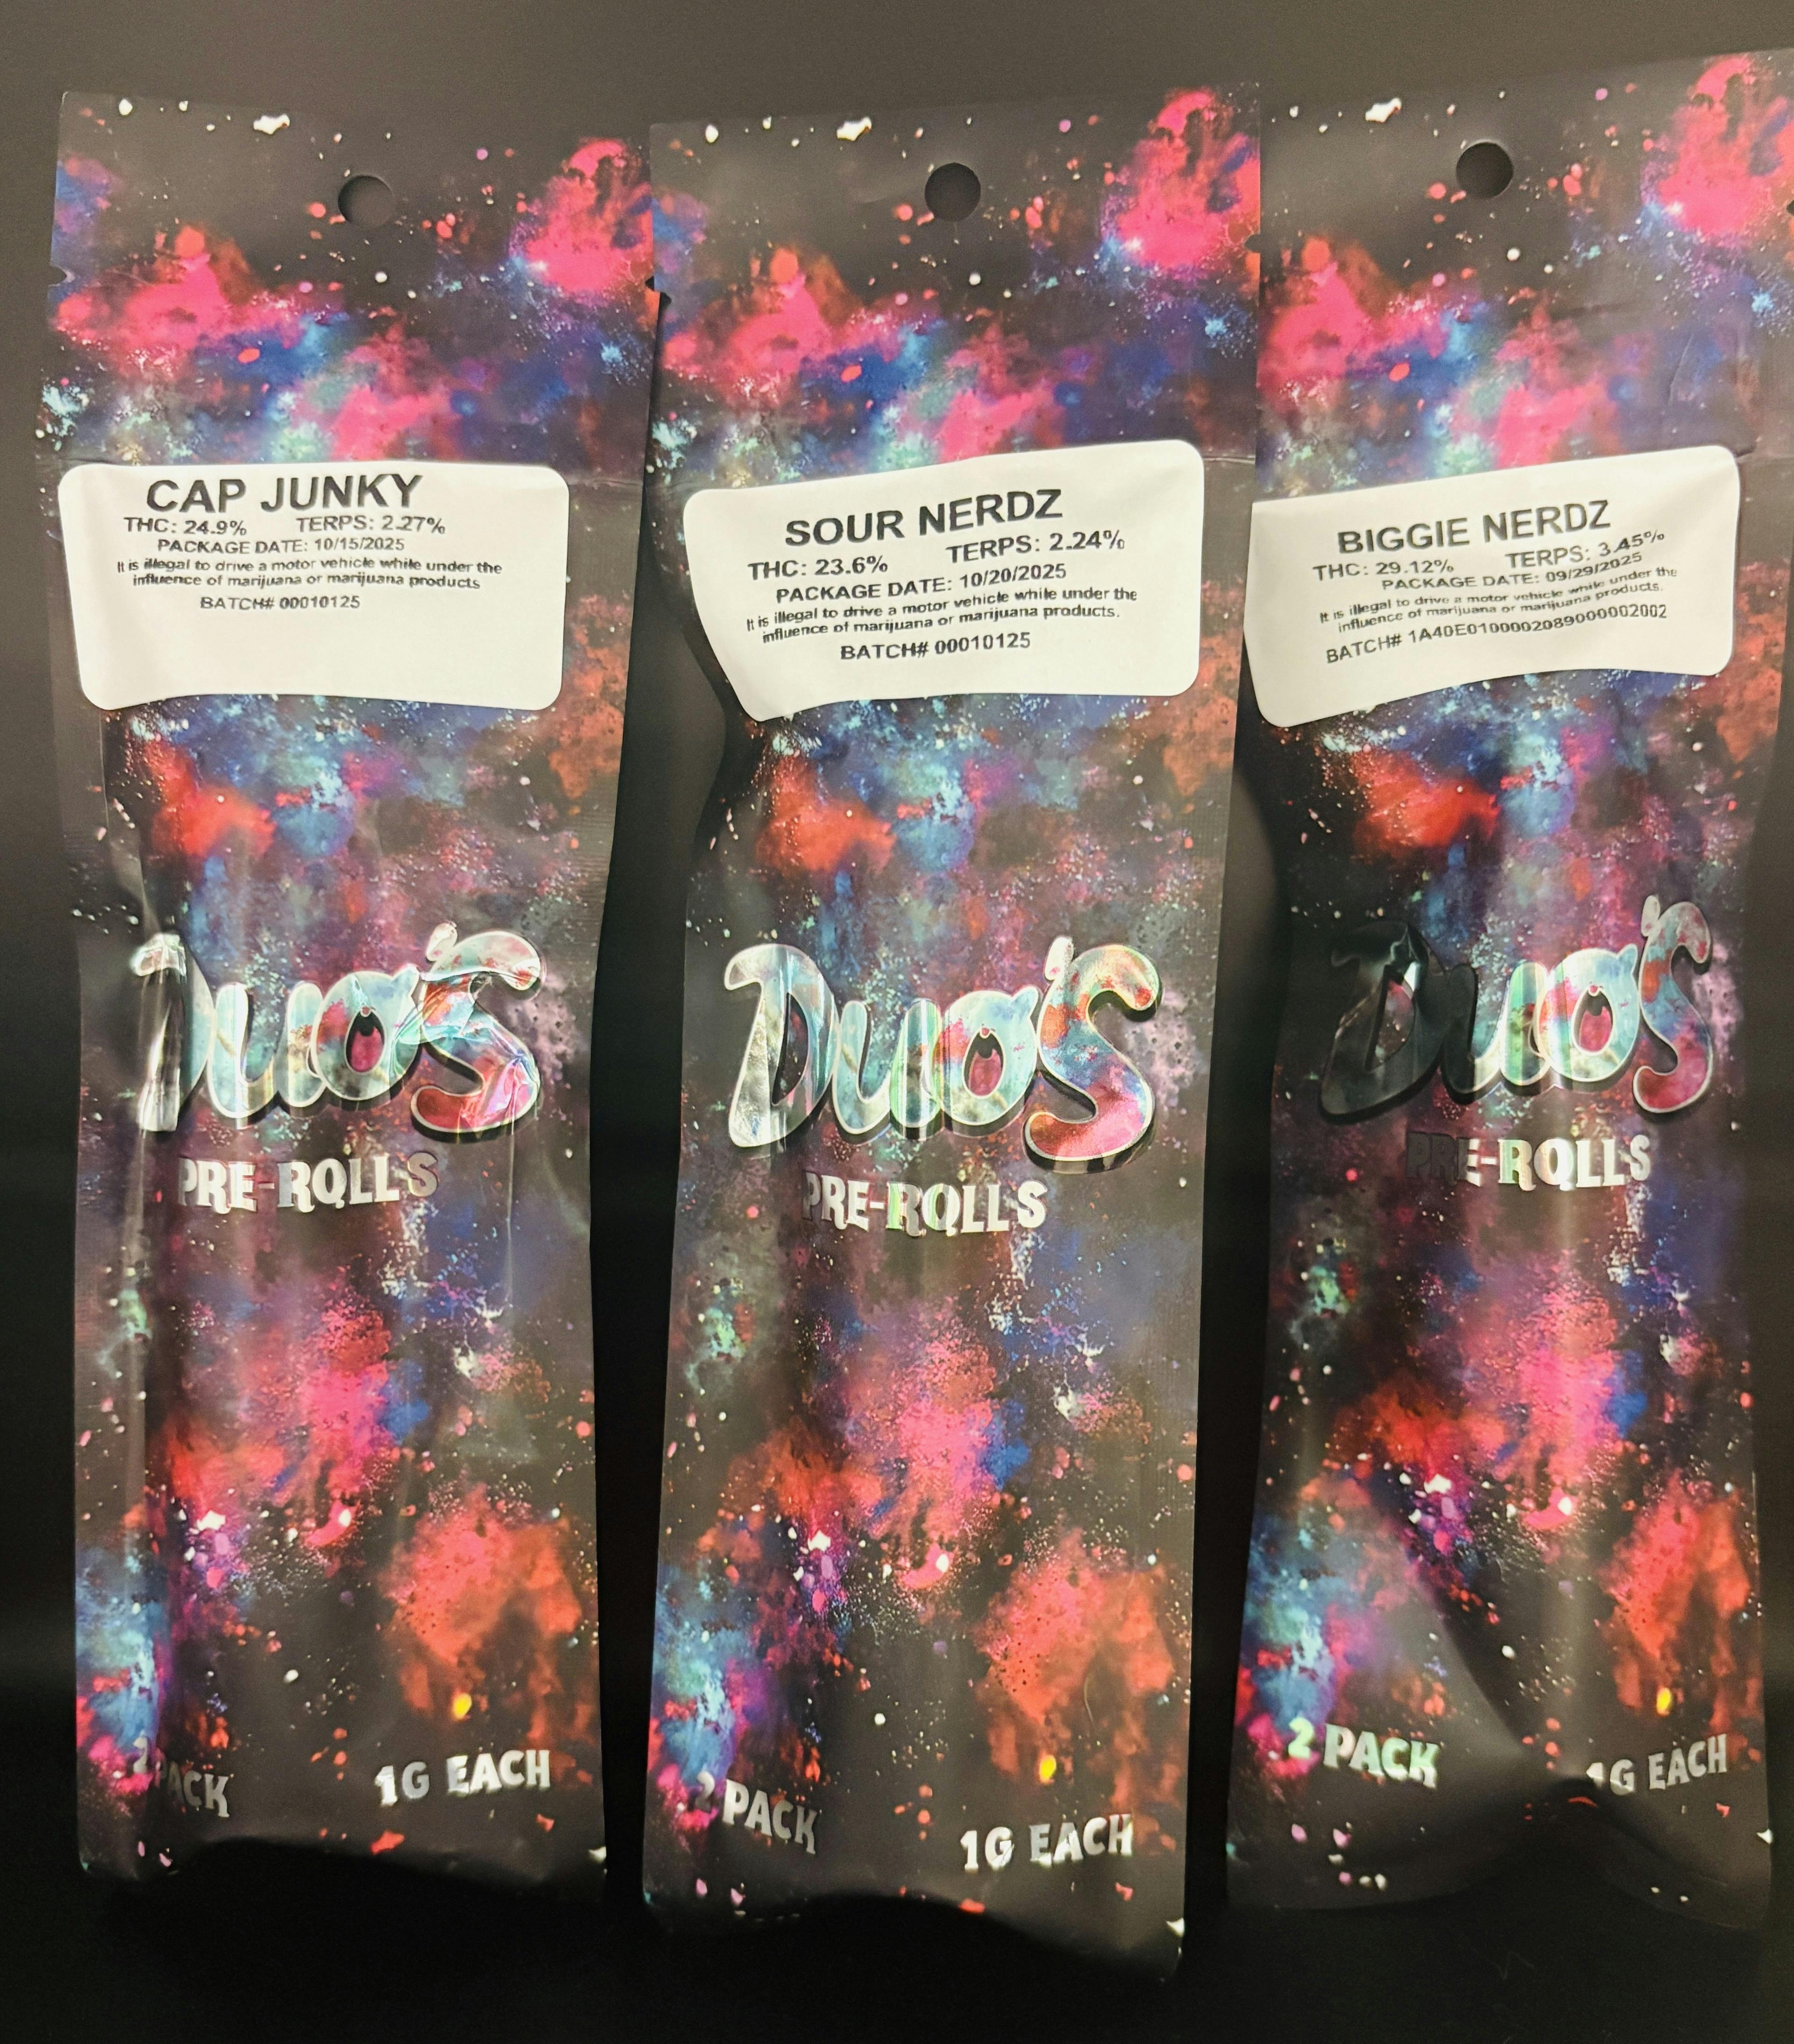 CAP JUNKY
THC: 24.9% TERPS: 2.27%
PACKAGE DATE: 10/15/2025
It is illegal to drive a motor vehicle while under the
influence of marijuana or marijuana products
BATCH# 00010125
DUO'S
PRE-ROLLS
2 PACK
1G EACH
SOUR NERDZ
THC: 23.6% TERPS: 2.24%
PACKAGE DATE: 10/20/2025
It is illegal to drive a motor vehicle while under the
influence of marijuana or marijuana products.
BATCH# 00010125
DUO'S
PRE-ROLLS
2 PACK
1G EACH
BIGGIE NERDZ
THC: 29.12% TERPS: 3.45%
PACKAGE DATE: 09/29/2025
It is illegal to drive a motor vehicle while under the
influence of marijuana or marijuana products.
BATCH# 1A40E0100002089000002002
DUO'S
PRE-ROLLS
2 PACK
1G EACH